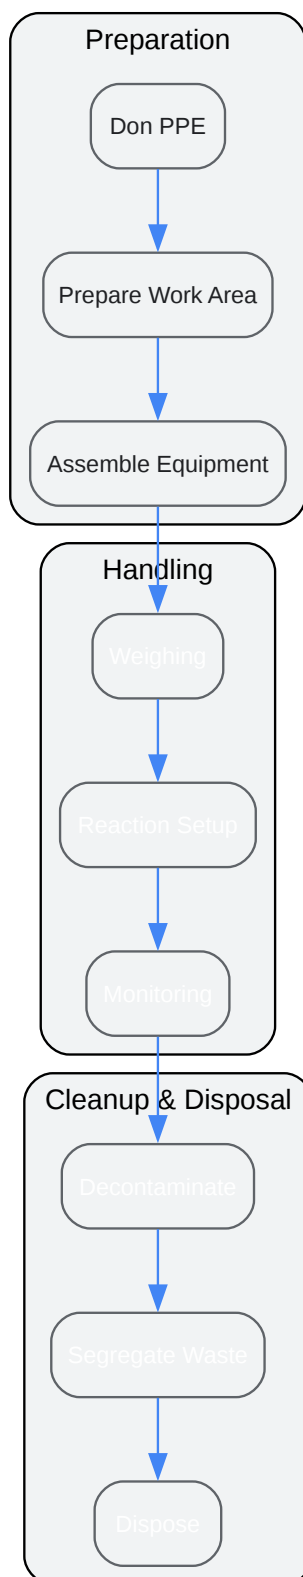 Preparation
Don PPE
Prepare Work Area
Assemble Equipment
Handling
Weighing
Reaction Setup
Monitoring
Cleanup & Disposal
Decontaminate
Segregate Waste
Dispose